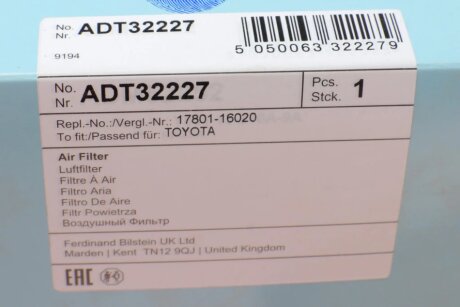 No. ADT32227
Nr.
9194
5 050063 322279
No. ADT32227
Nr.
Pcs. 1
Stck.
Repl.-No.:/Vergl.-Nr.: 17801-16020
To fit:/Passend für: TOYOTA
Air Filter
Luftfilter
Filtre À Air
Filtro Aria
Filtro De Aire
Filtr Powietrza
Воздушный Фильтр
Ferdinand Bilstein UK Ltd.
Marden | Kent TN12 9QJ | United Kingdom
EAC